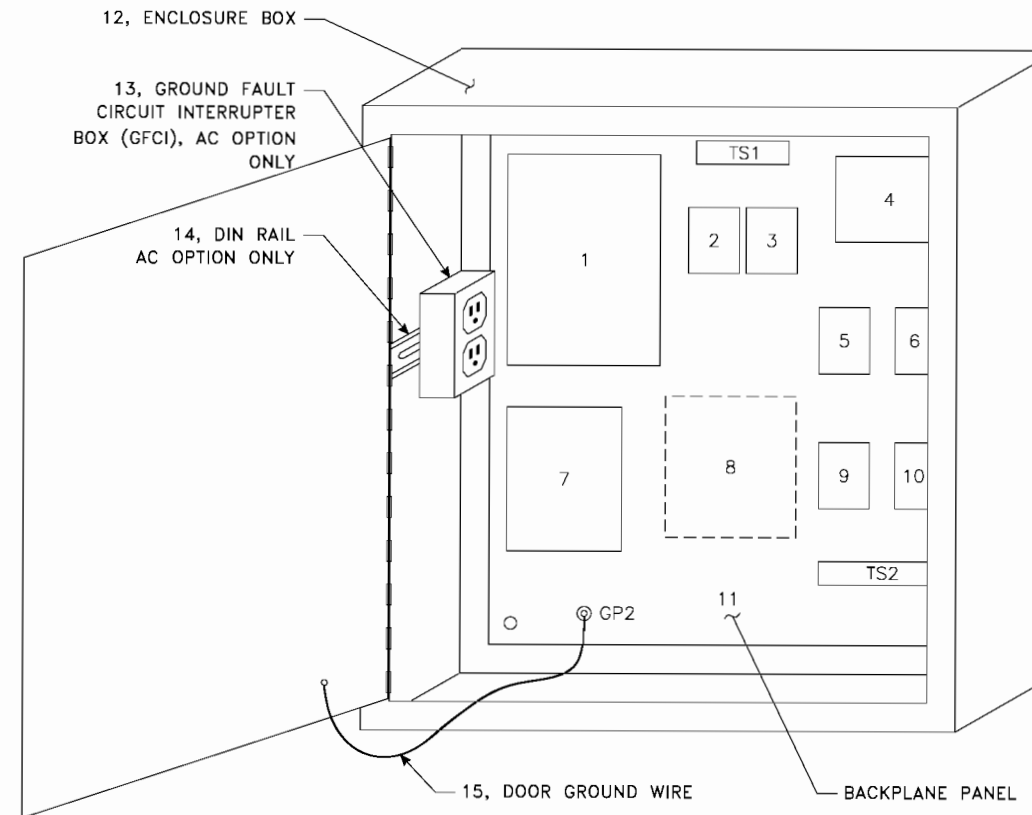 12, ENCLOSURE BOX
13, GROUND FAULT
CIRCUIT INTERRUPTER
BOX (GFCI), AC OPTION
ONLY
14, DIN RAIL
AC OPTION ONLY
TS1
1
2
3
4
5
6
7
8
9
10
TS2
GP2
11
15, DOOR GROUND WIRE
BACKPLANE PANEL